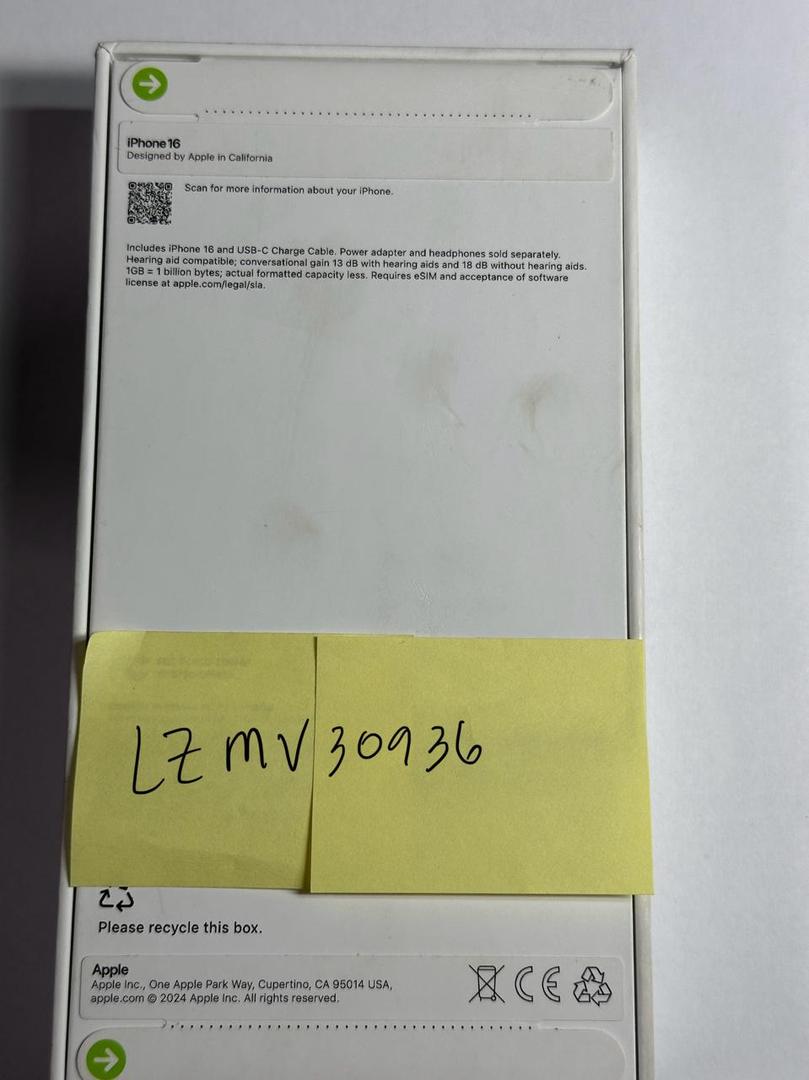 iPhone 16
Designed by Apple in California
Scan for more information about your iPhone.
Includes iPhone 16 and USB-C Charge Cable. Power adapter and headphones sold separately.
Hearing aid compatible; conversational gain 13 dB with hearing aids and 18 dB without hearing aids.
1GB = 1 billion bytes; actual formatted capacity less. Requires eSIM and acceptance of software
license at apple.com/legal/sla.
LZMV30936
Please recycle this box.
Apple
Apple Inc., One Apple Park Way, Cupertino, CA 95014 USA,
apple.com © 2024 Apple Inc. All rights reserved.
CE